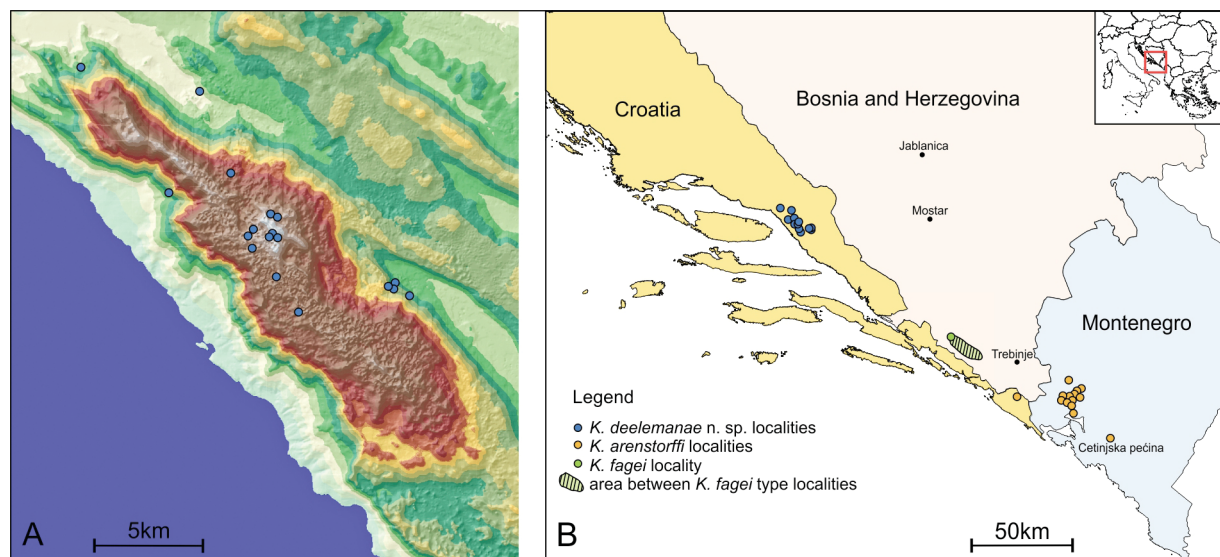 A
5km
Croatia
Bosnia and Herzegovina
Jablanica
Mostar
Montenegro
Trebinje
Cetinjska pećina
Legend
K. deelemanae n. sp. localities
K. arenstorffi localities
K. fagei locality
area between K. fagei type localities
B
50km